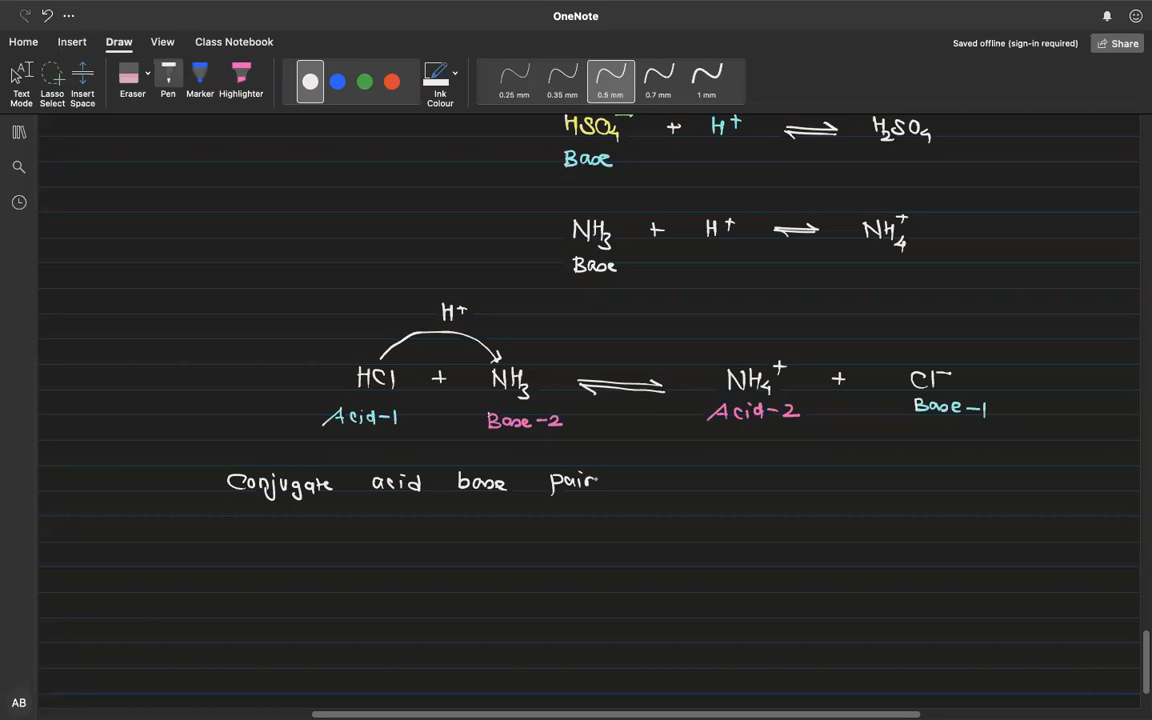 OneNote
Home Insert Draw View Class Notebook
Saved offline (sign-in required) Share
Text Mode Lasso Select Insert Space Eraser Pen Marker Highlighter Ink Colour 0.25 mm 0.35 mm 0.5 mm 0.7 mm 1 mm
HSO₄⁻ + H⁺ ⇌ H₂SO₄
Base
NH₃ + H⁺ ⇌ NH₄⁺
Base
H⁺
HCl + NH₃ ⇌ NH₄⁺ + Cl⁻
Acid-1 Base-2 Acid-2 Base-1
Conjugate acid base pair
AB